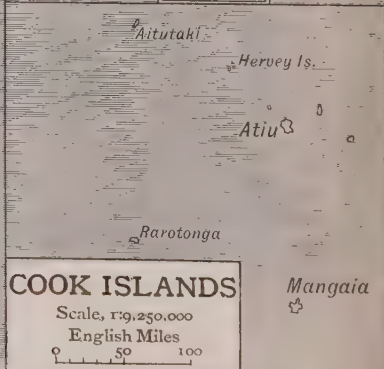 Aitutaki
Hervey Is.
Atiu
Rarotonga
Mangaia
COOK ISLANDS
Scale, 1:9,250,000
English Miles
0 50 100